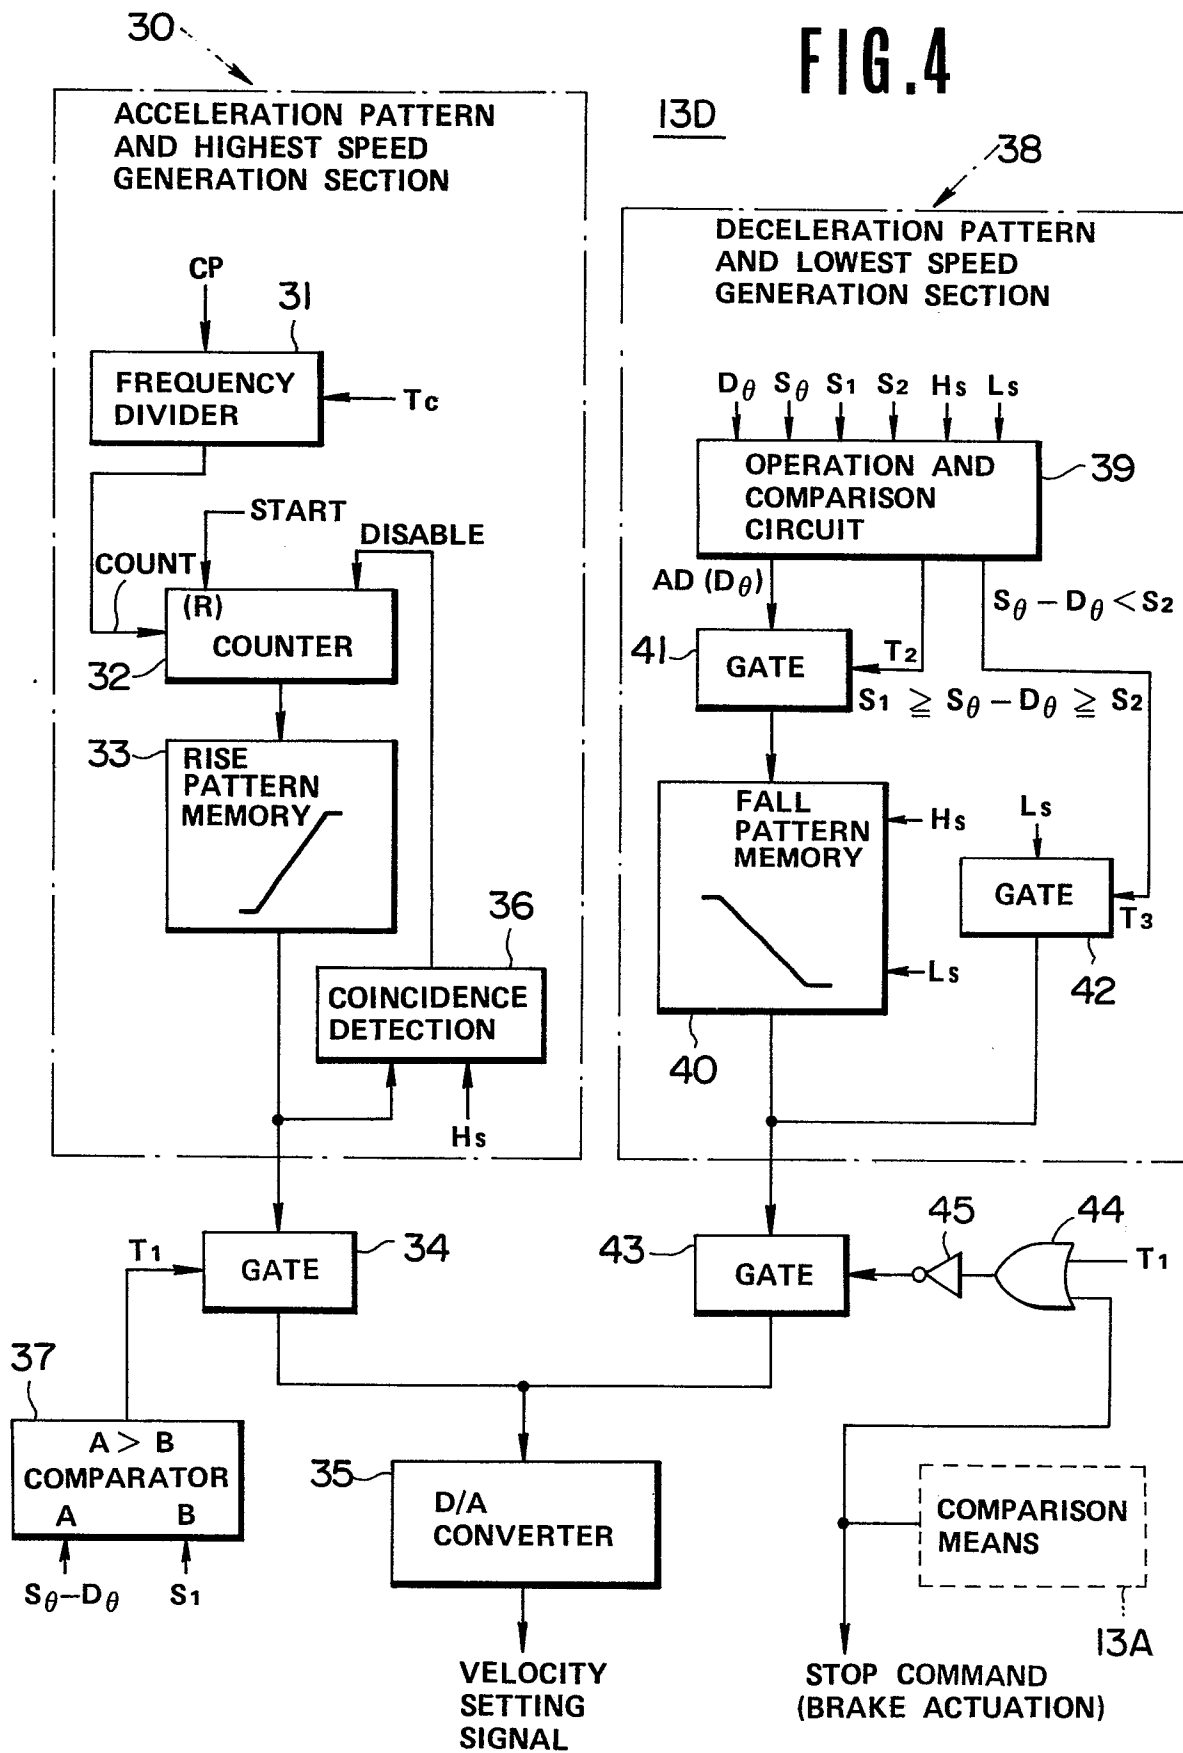 FIG.4
30
13D
ACCELERATION PATTERN
AND HIGHEST SPEED
GENERATION SECTION
38
DECELERATION PATTERN
AND LOWEST SPEED
GENERATION SECTION
CP
31
FREQUENCY
DIVIDER
Tc
Dθ Sθ S1 S2 Hs Ls
OPERATION AND
COMPARISON
CIRCUIT
39
START
DISABLE
COUNT
(R)
COUNTER
32
AD (Dθ)
Sθ – Dθ < S2
41
GATE
T2
S1 ≧ Sθ – Dθ ≧ S2
33
RISE
PATTERN
MEMORY
FALL
PATTERN
MEMORY
Hs
Ls
40
Ls
GATE
T3
42
36
COINCIDENCE
DETECTION
Hs
T1
GATE
34
43
GATE
45
44
T1
37
A > B
COMPARATOR
A B
Sθ–Dθ S1
35
D/A
CONVERTER
COMPARISON
MEANS
13A
VELOCITY
SETTING
SIGNAL
STOP COMMAND
(BRAKE ACTUATION)